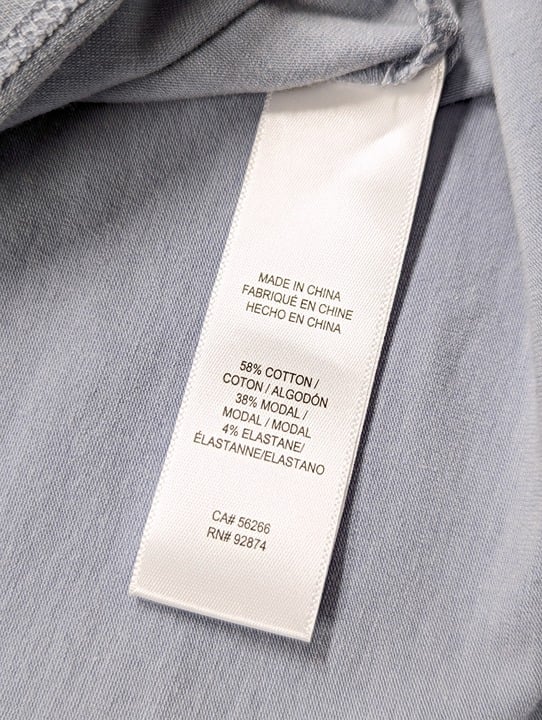 MADE IN CHINA
FABRIQUÉ EN CHINE
HECHO EN CHINA
58% COTTON /
COTON / ALGODÓN
38% MODAL /
MODAL / MODAL
4% ELASTANE/
ÉLASTANNE/ELASTANO
CA# 56266
RN# 92874